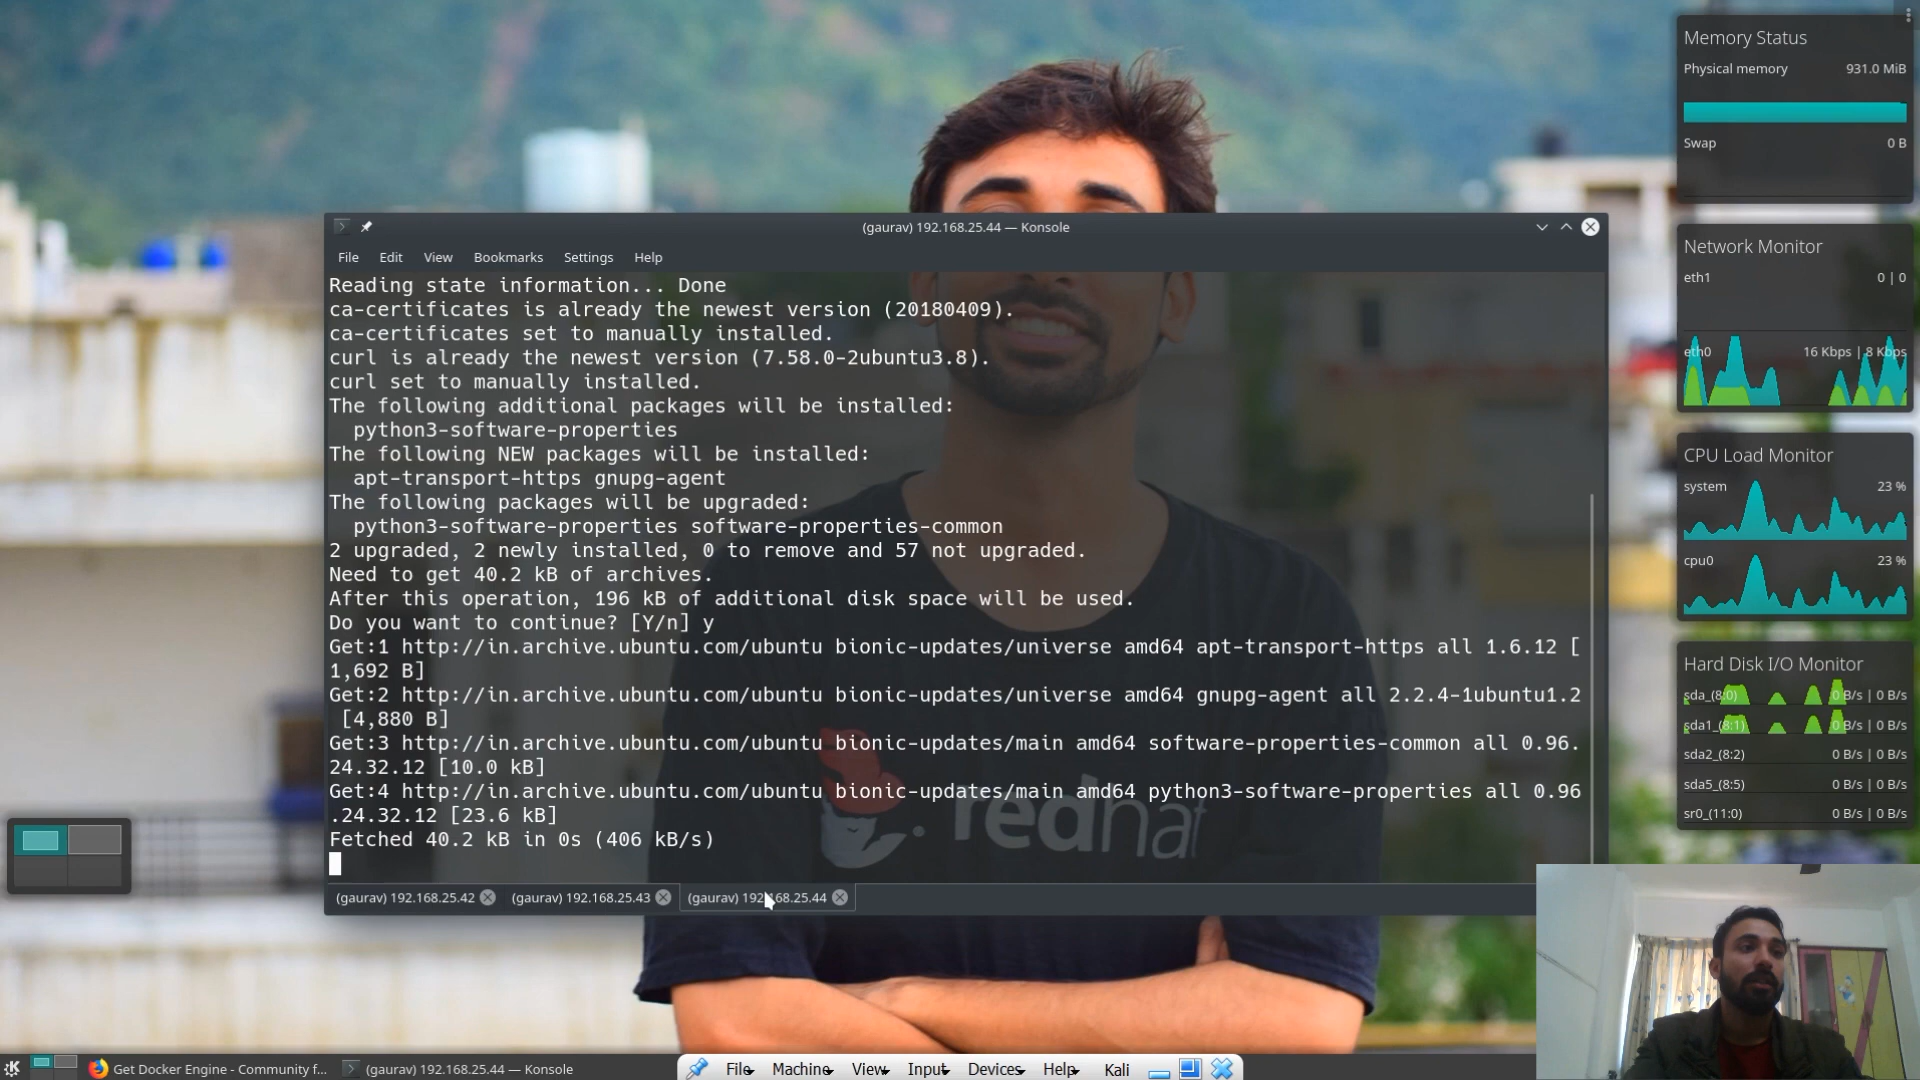 Memory Status
Physical memory 931.0 MiB
Swap 0 B
Network Monitor
eth1 0 | 0
eth0 16 Kbps | 8 Kbps
CPU Load Monitor
system 23 %
cpu0 23 %
Hard Disk I/O Monitor
sda_(8:0) 0 B/s | 0 B/s
sda1_(8:1) 0 B/s | 0 B/s
sda2_(8:2) 0 B/s | 0 B/s
sda5_(8:5) 0 B/s | 0 B/s
sr0_(11:0) 0 B/s | 0 B/s
(gaurav) 192.168.25.44 — Konsole
File Edit View Bookmarks Settings Help
Reading state information... Done
ca-certificates is already the newest version (20180409).
ca-certificates set to manually installed.
curl is already the newest version (7.58.0-2ubuntu3.8).
curl set to manually installed.
The following additional packages will be installed:
python3-software-properties
The following NEW packages will be installed:
apt-transport-https gnupg-agent
The following packages will be upgraded:
python3-software-properties software-properties-common
2 upgraded, 2 newly installed, 0 to remove and 57 not upgraded.
Need to get 40.2 kB of archives.
After this operation, 196 kB of additional disk space will be used.
Do you want to continue? [Y/n] y
Get:1 http://in.archive.ubuntu.com/ubuntu bionic-updates/universe amd64 apt-transport-https all 1.6.12 [
1,692 B]
Get:2 http://in.archive.ubuntu.com/ubuntu bionic-updates/universe amd64 gnupg-agent all 2.2.4-1ubuntu1.2
[4,880 B]
Get:3 http://in.archive.ubuntu.com/ubuntu bionic-updates/main amd64 software-properties-common all 0.96.
24.32.12 [10.0 kB]
Get:4 http://in.archive.ubuntu.com/ubuntu bionic-updates/main amd64 python3-software-properties all 0.96
.24.32.12 [23.6 kB]
Fetched 40.2 kB in 0s (406 kB/s)
redhat
(gaurav) 192.168.25.42 (gaurav) 192.168.25.43 (gaurav) 192.168.25.44
Get Docker Engine - Community f... (gaurav) 192.168.25.44 — Konsole
File Machine View Input Devices Help Kali